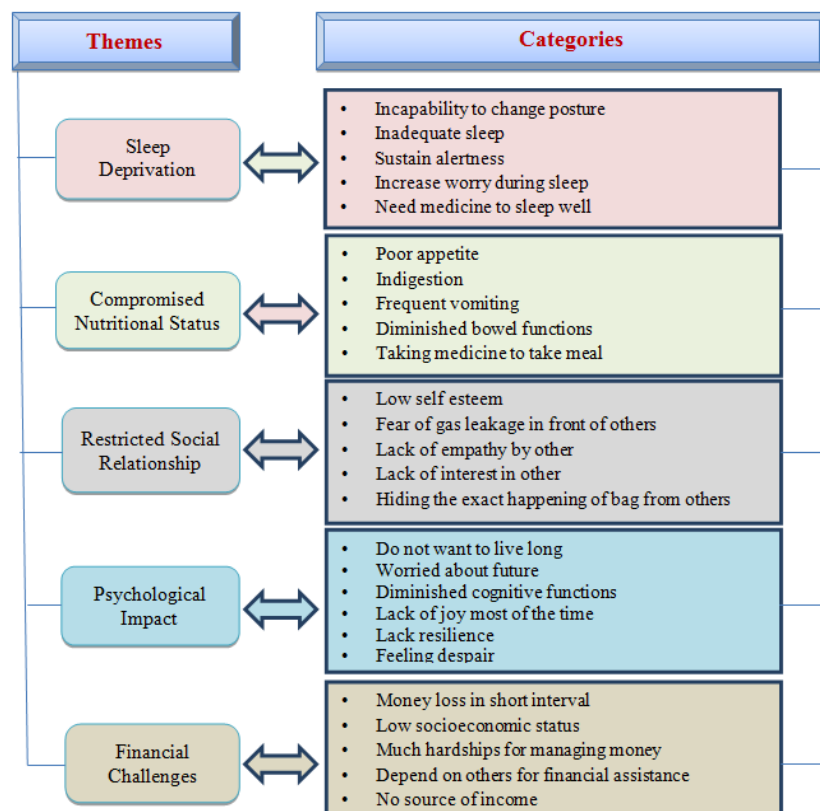 Themes
Categories
Sleep
Deprivation
• Incapability to change posture
• Inadequate sleep
• Sustain alertness
• Increase worry during sleep
• Need medicine to sleep well
Compromised
Nutritional Status
• Poor appetite
• Indigestion
• Frequent vomiting
• Diminished bowel functions
• Taking medicine to take meal
Restricted Social
Relationship
• Low self esteem
• Fear of gas leakage in front of others
• Lack of empathy by other
• Lack of interest in other
• Hiding the exact happening of bag from others
Psychological
Impact
• Do not want to live long
• Worried about future
• Diminished cognitive functions
• Lack of joy most of the time
• Lack resilience
• Feeling despair
Financial
Challenges
• Money loss in short interval
• Low socioeconomic status
• Much hardships for managing money
• Depend on others for financial assistance
• No source of income